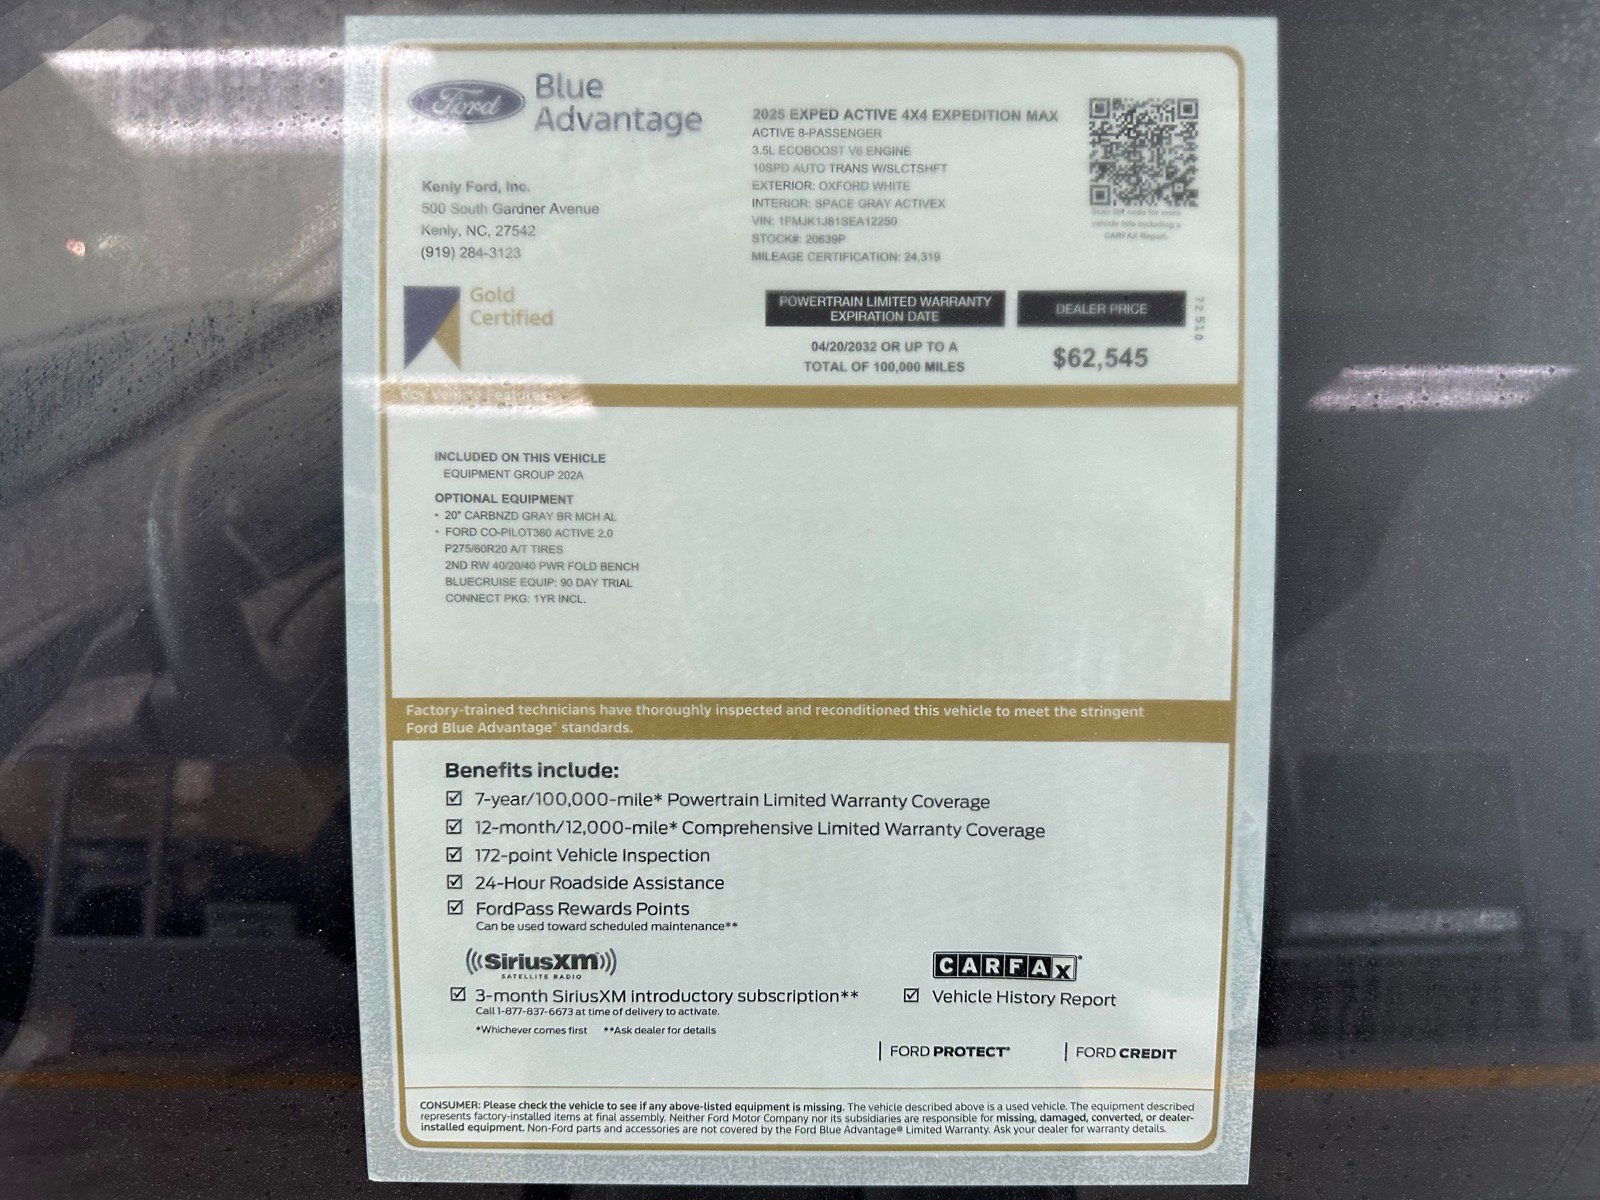 Ford
Blue
Advantage
Kenly Ford, Inc.
500 South Gardner Avenue
Kenly, NC, 27542
(919) 284-3123
2025 EXPED ACTIVE 4X4 EXPEDITION MAX
ACTIVE 8-PASSENGER
3.5L ECOBOOST V6 ENGINE
10SPD AUTO TRANS W/SLCTSHFT
EXTERIOR: OXFORD WHITE
INTERIOR: SPACE GRAY ACTIVEX
VIN: 1FMJK1J81SEA12250
STOCK#: 20639P
MILEAGE CERTIFICATION: 24,319
Scan QR code for more
vehicle info including a
CARFAX Report.
Gold
Certified
POWERTRAIN LIMITED WARRANTY
EXPIRATION DATE
04/20/2032 OR UP TO A
TOTAL OF 100,000 MILES
DEALER PRICE
$62,545
72510
Key Vehicle Features
INCLUDED ON THIS VEHICLE
EQUIPMENT GROUP 202A
OPTIONAL EQUIPMENT
• 20" CARBNZD GRAY BR MCH AL
• FORD CO-PILOT360 ACTIVE 2.0
P275/60R20 A/T TIRES
2ND RW 40/20/40 PWR FOLD BENCH
BLUECRUISE EQUIP: 90 DAY TRIAL
CONNECT PKG: 1YR INCL.
Factory-trained technicians have thoroughly inspected and reconditioned this vehicle to meet the stringent
Ford Blue Advantage® standards.
Benefits include:
☑ 7-year/100,000-mile* Powertrain Limited Warranty Coverage
☑ 12-month/12,000-mile* Comprehensive Limited Warranty Coverage
☑ 172-point Vehicle Inspection
☑ 24-Hour Roadside Assistance
☑ FordPass Rewards Points
Can be used toward scheduled maintenance**
((SiriusXM))
SATELLITE RADIO
☑ 3-month SiriusXM introductory subscription**
Call 1-877-837-6673 at time of delivery to activate.
*Whichever comes first **Ask dealer for details
CARFAX
☑ Vehicle History Report
FORD PROTECT® | FORD CREDIT
CONSUMER: Please check the vehicle to see if any above-listed equipment is missing. The vehicle described above is a used vehicle. The equipment described
represents factory-installed items at final assembly. Neither Ford Motor Company nor its subsidiaries are responsible for missing, damaged, converted, or dealer-
installed equipment. Non-Ford parts and accessories are not covered by the Ford Blue Advantage® Limited Warranty. Ask your dealer for warranty details.